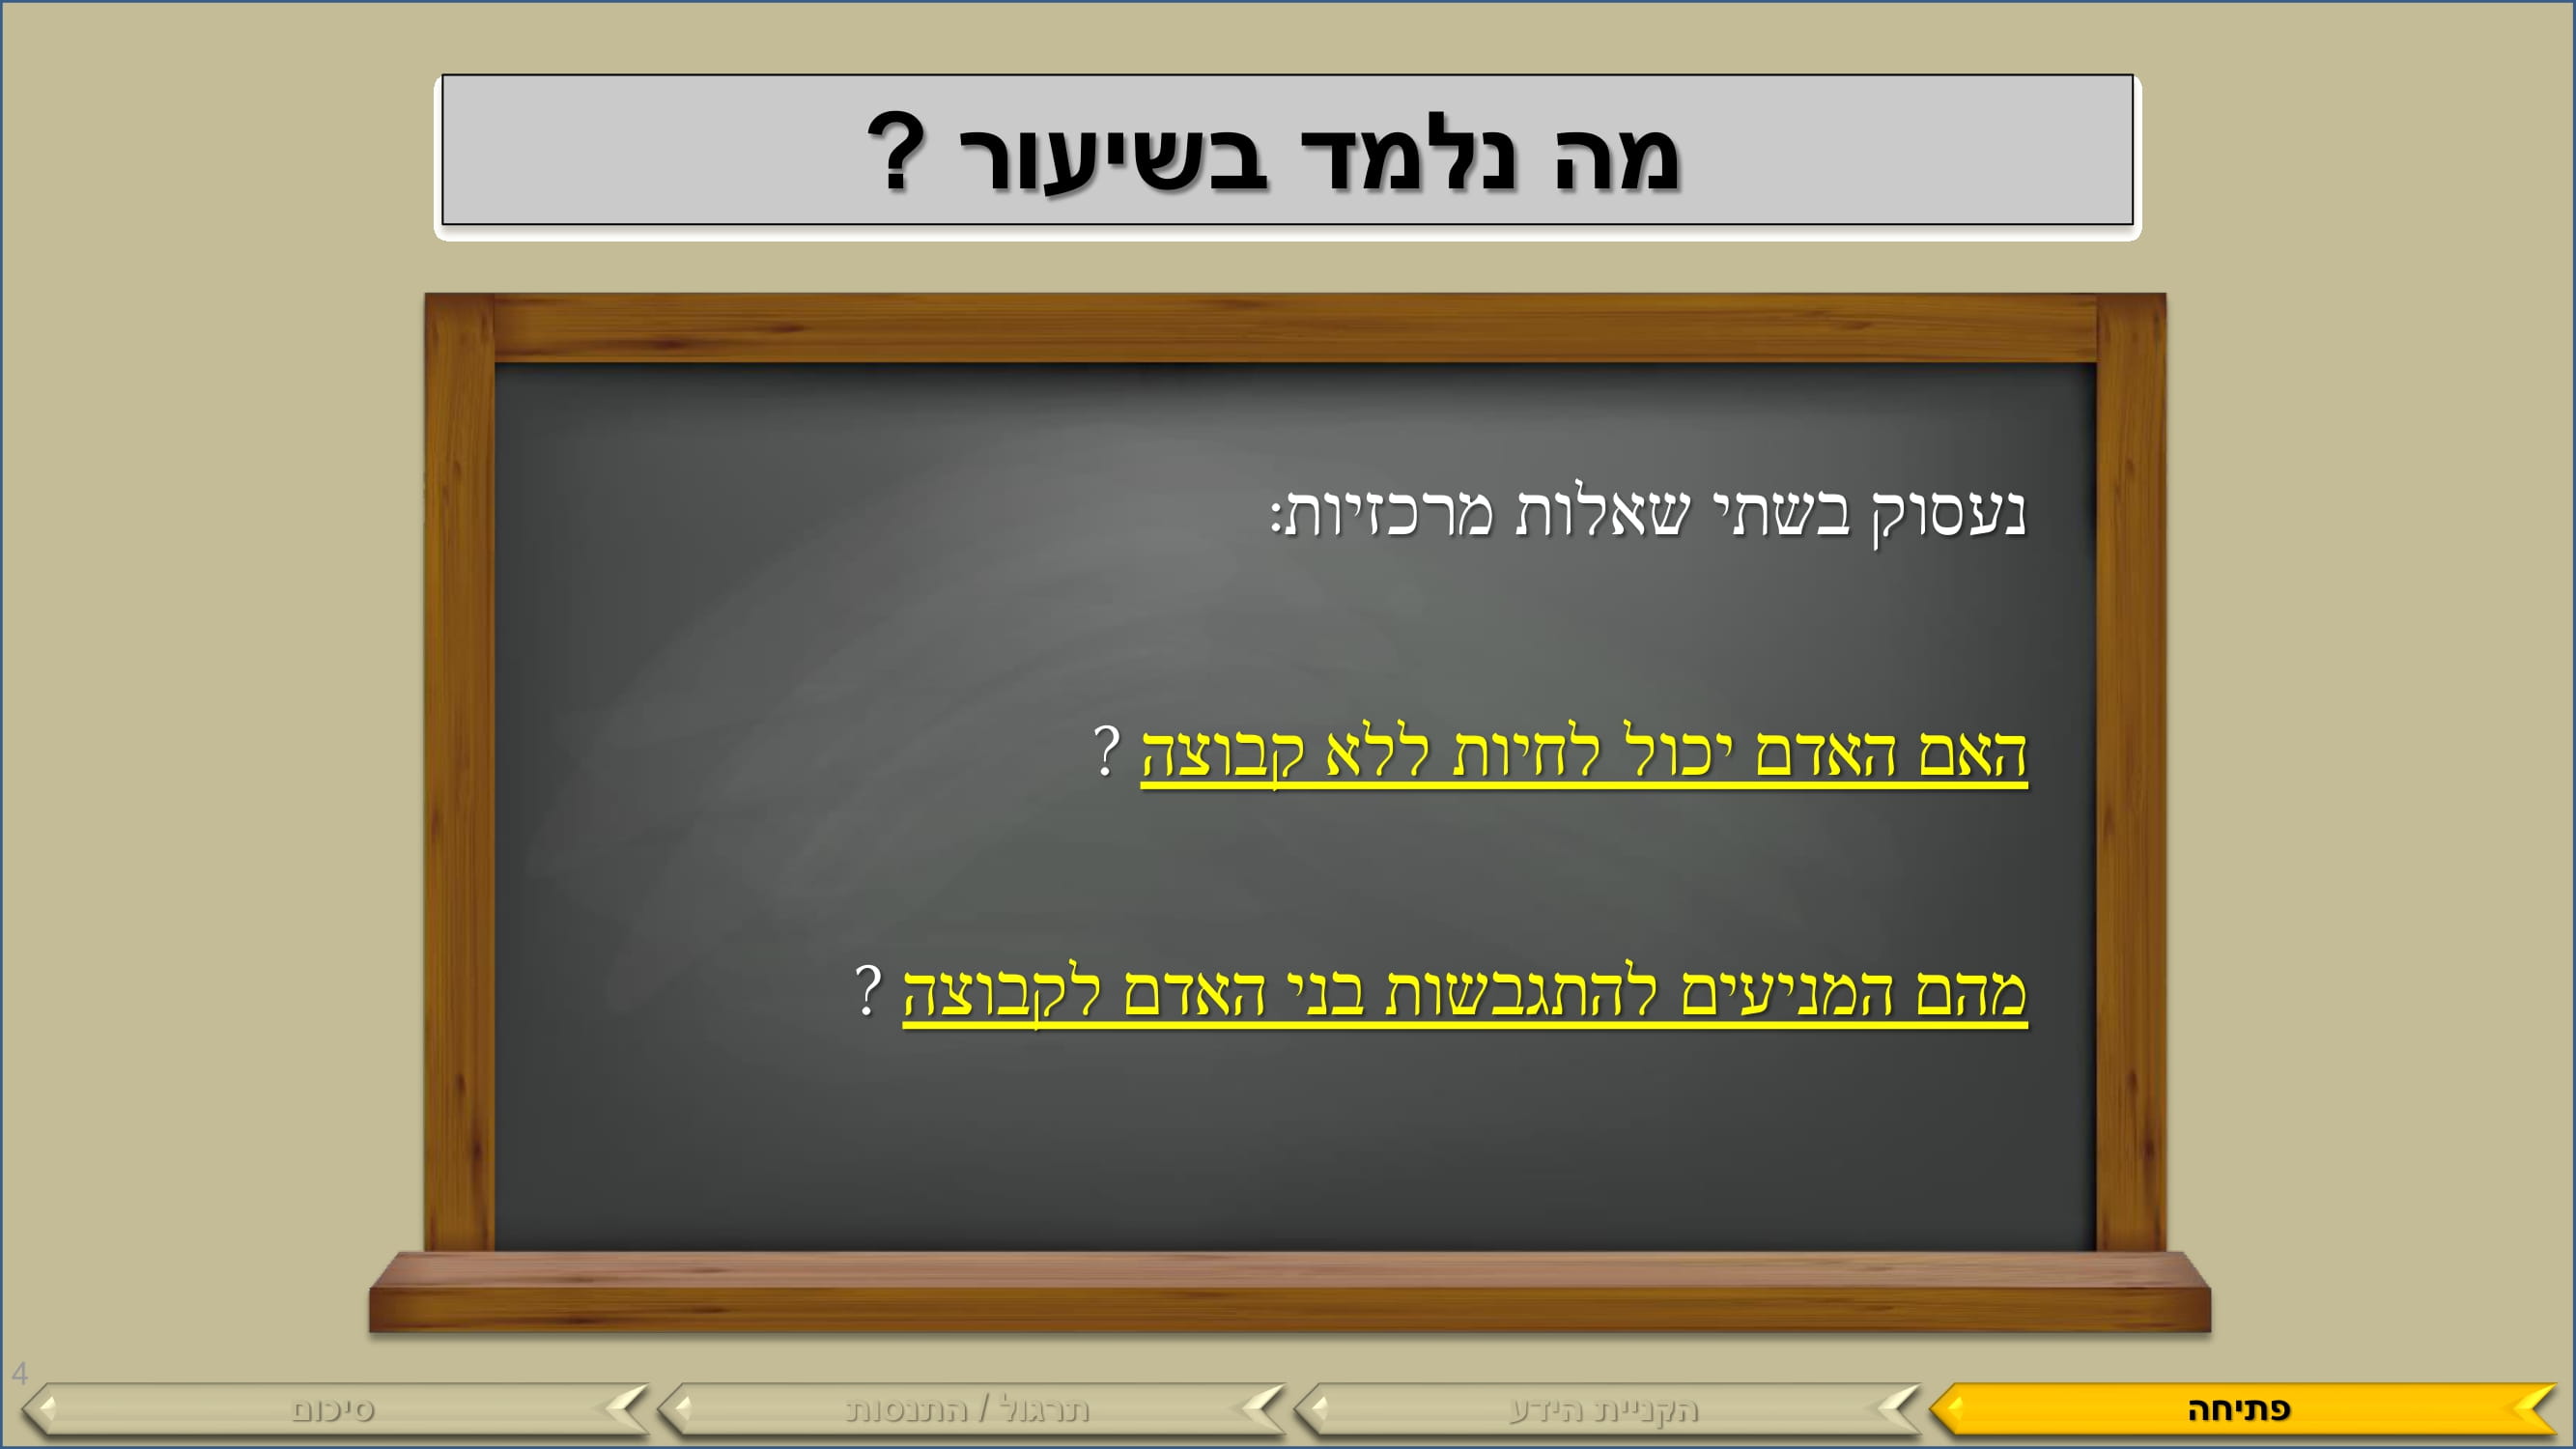 מה נלמד בשיעור ?
נעסוק בשתי שאלות מרכזיות:
האם האדם יכול לחיות ללא קבוצה ?
מהם המניעים להתגבשות בני האדם לקבוצה ?
4
פתיחה
הקניית הידע
תרגול / התנסות
סיכום